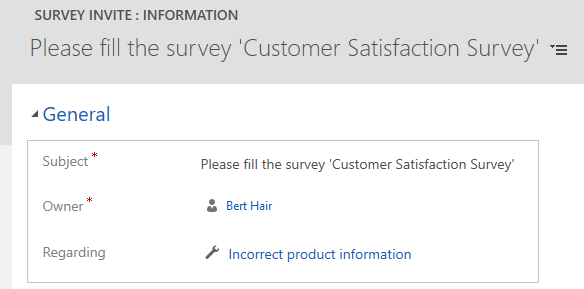 SURVEY INVITE : INFORMATION
Please fill the survey 'Customer Satisfaction Survey'
General
Subject * Please fill the survey 'Customer Satisfaction Survey'
Owner * Bert Hair
Regarding Incorrect product information